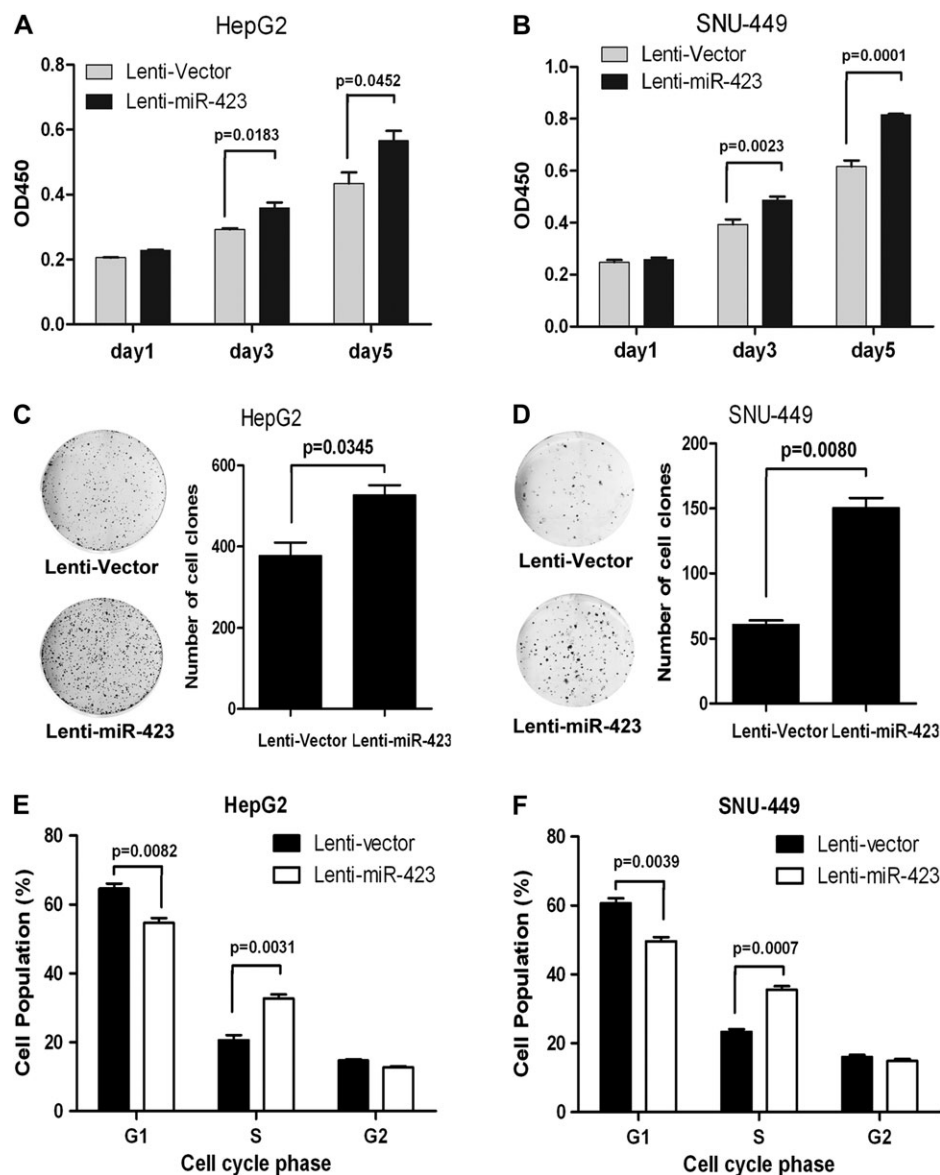 A
HepG2
Lenti-Vector
Lenti-miR-423
p=0.0183
p=0.0452
OD450
0.8
0.6
0.4
0.2
0.0
day1
day3
day5
B
SNU-449
Lenti-Vector
Lenti-miR-423
p=0.0023
p=0.0001
OD450
1.0
0.8
0.6
0.4
0.2
0.0
day1
day3
day5
C
HepG2
Lenti-Vector
Lenti-miR-423
p=0.0345
Number of cell clones
600
400
200
0
Lenti-Vector
Lenti-miR-423
D
SNU-449
Lenti-Vector
Lenti-miR-423
p=0.0080
Number of cell clones
200
150
100
50
0
Lenti-Vector
Lenti-miR-423
E
HepG2
Lenti-vector
Lenti-miR-423
p=0.0082
p=0.0031
Cell Population (%)
80
60
40
20
0
G1
S
G2
Cell cycle phase
F
SNU-449
Lenti-vector
Lenti-miR-423
p=0.0039
p=0.0007
Cell Population (%)
80
60
40
20
0
G1
S
G2
Cell cycle phase